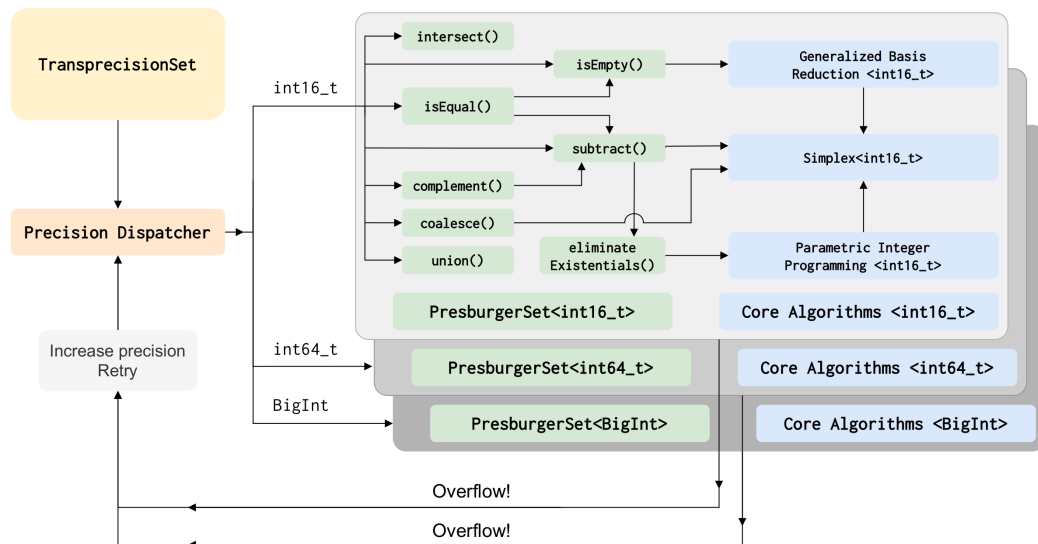 TransprecisionSet
Precision Dispatcher
Increase precision
Retry
int16_t
int64_t
BigInt
intersect()
isEmpty()
isEqual()
subtract()
complement()
coalesce()
eliminate
Existentials()
union()
Generalized Basis
Reduction <int16_t>
Simplex<int16_t>
Parametric Integer
Programming <int16_t>
PresburgerSet<int16_t>
Core Algorithms <int16_t>
PresburgerSet<int64_t>
Core Algorithms <int64_t>
PresburgerSet<BigInt>
Core Algorithms <BigInt>
Overflow!
Overflow!